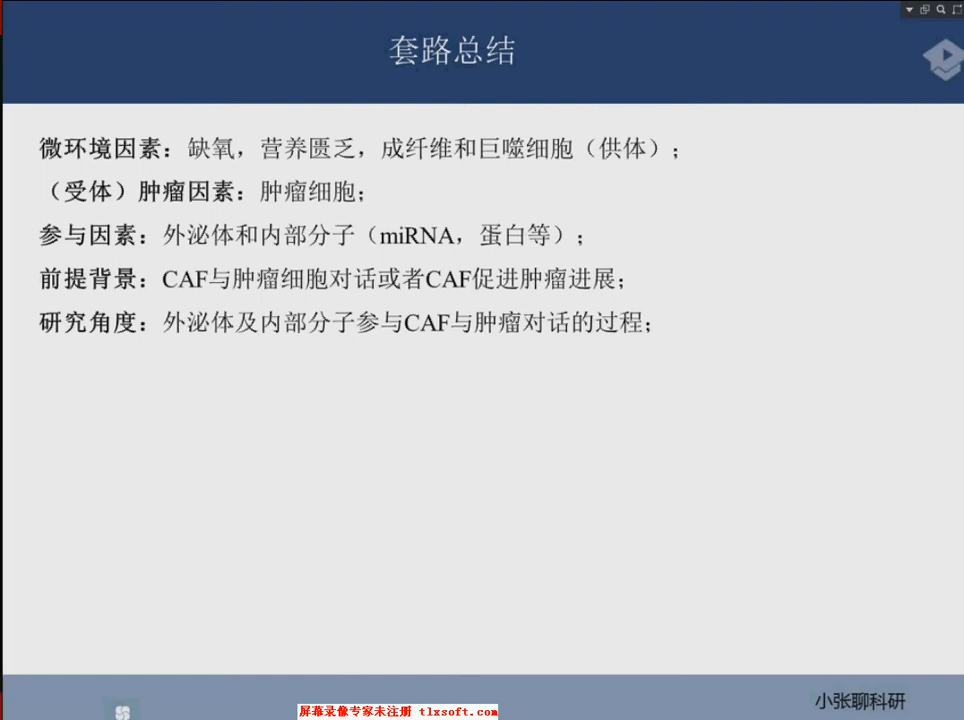 套路总结
微环境因素：缺氧，营养匮乏，成纤维和巨噬细胞（供体）；
（受体）肿瘤因素：肿瘤细胞；
参与因素：外泌体和内部分子（miRNA，蛋白等）；
前提背景：CAF与肿瘤细胞对话或者CAF促进肿瘤进展；
研究角度：外泌体及内部分子参与CAF与肿瘤对话的过程；
小张聊科研
屏幕录像专家未注册 tlxsoft.com